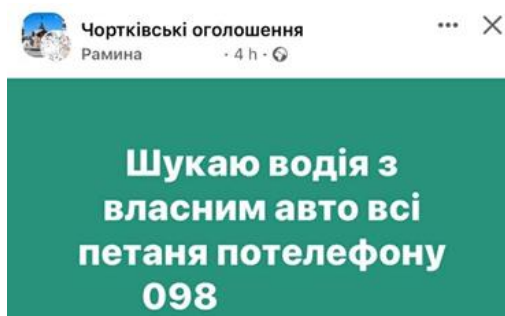 Чортківські оголошення
Рамина · 4 h ·
Шукаю водія з
власним авто всі
петаня потелефону
098